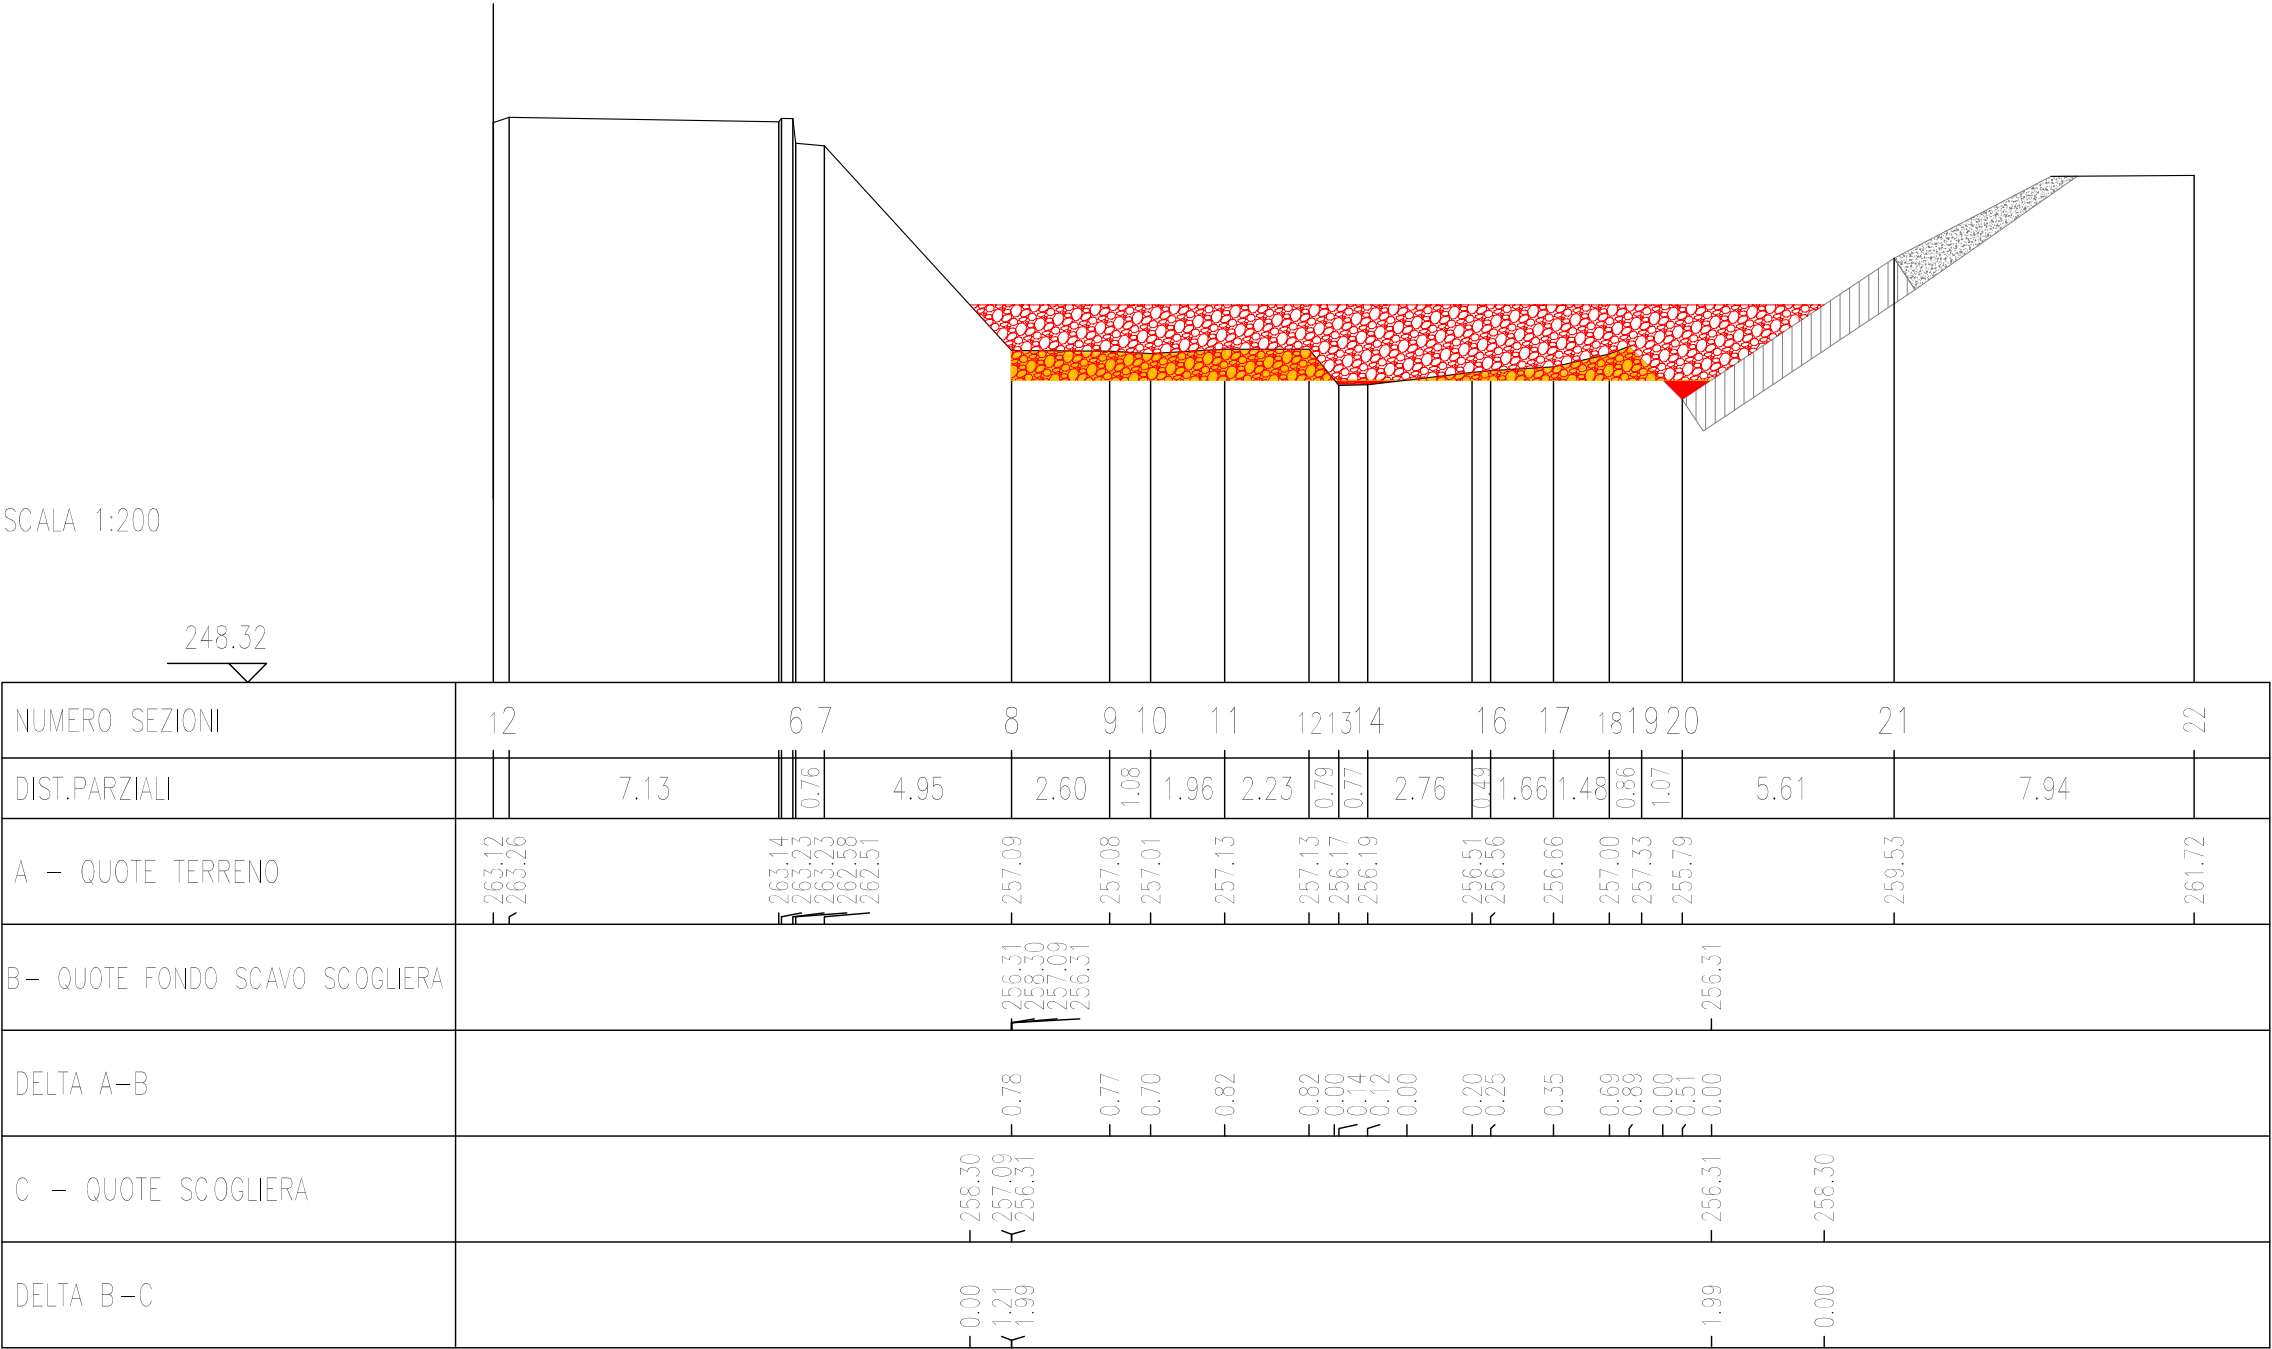 SCALA 1:200
248.32
NUMERO SEZIONI 1 2 6 7 8 9 10 11 12 13 14 16 17 18 19 20 21 22
DIST.PARZIALI 7.13 0.76 4.95 2.60 1.08 1.96 2.23 0.79 0.77 2.76 0.49 1.66 1.48 0.86 1.07 5.61 7.94
A - QUOTE TERRENO 263.12 263.26 263.14 263.23 263.23 262.58 262.51 257.09 257.08 257.01 257.13 257.13 256.17 256.19 256.51 256.56 256.66 257.00 257.33 255.79 259.53 261.72
B- QUOTE FONDO SCAVO SCOGLIERA 256.31 258.30 257.09 256.31 256.31
DELTA A-B 0.78 0.77 0.70 0.82 0.82 0.00 0.14 0.12 0.00 0.20 0.25 0.35 0.69 0.89 0.00 0.51 0.00
C - QUOTE SCOGLIERA 258.30 257.09 256.31 256.31 258.30
DELTA B-C 0.00 1.21 1.99 1.99 0.00